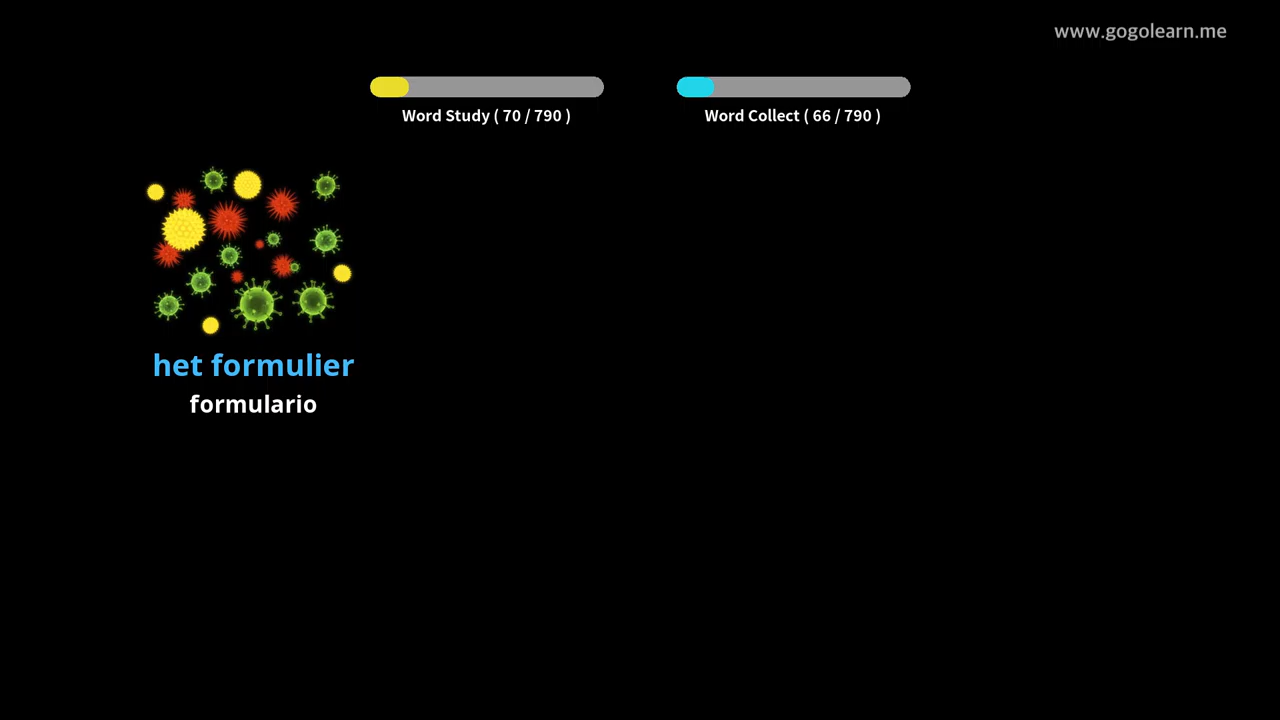 www.gogolearn.me
Word Study ( 70 / 790 )
Word Collect ( 66 / 790 )
het formulier
formulario